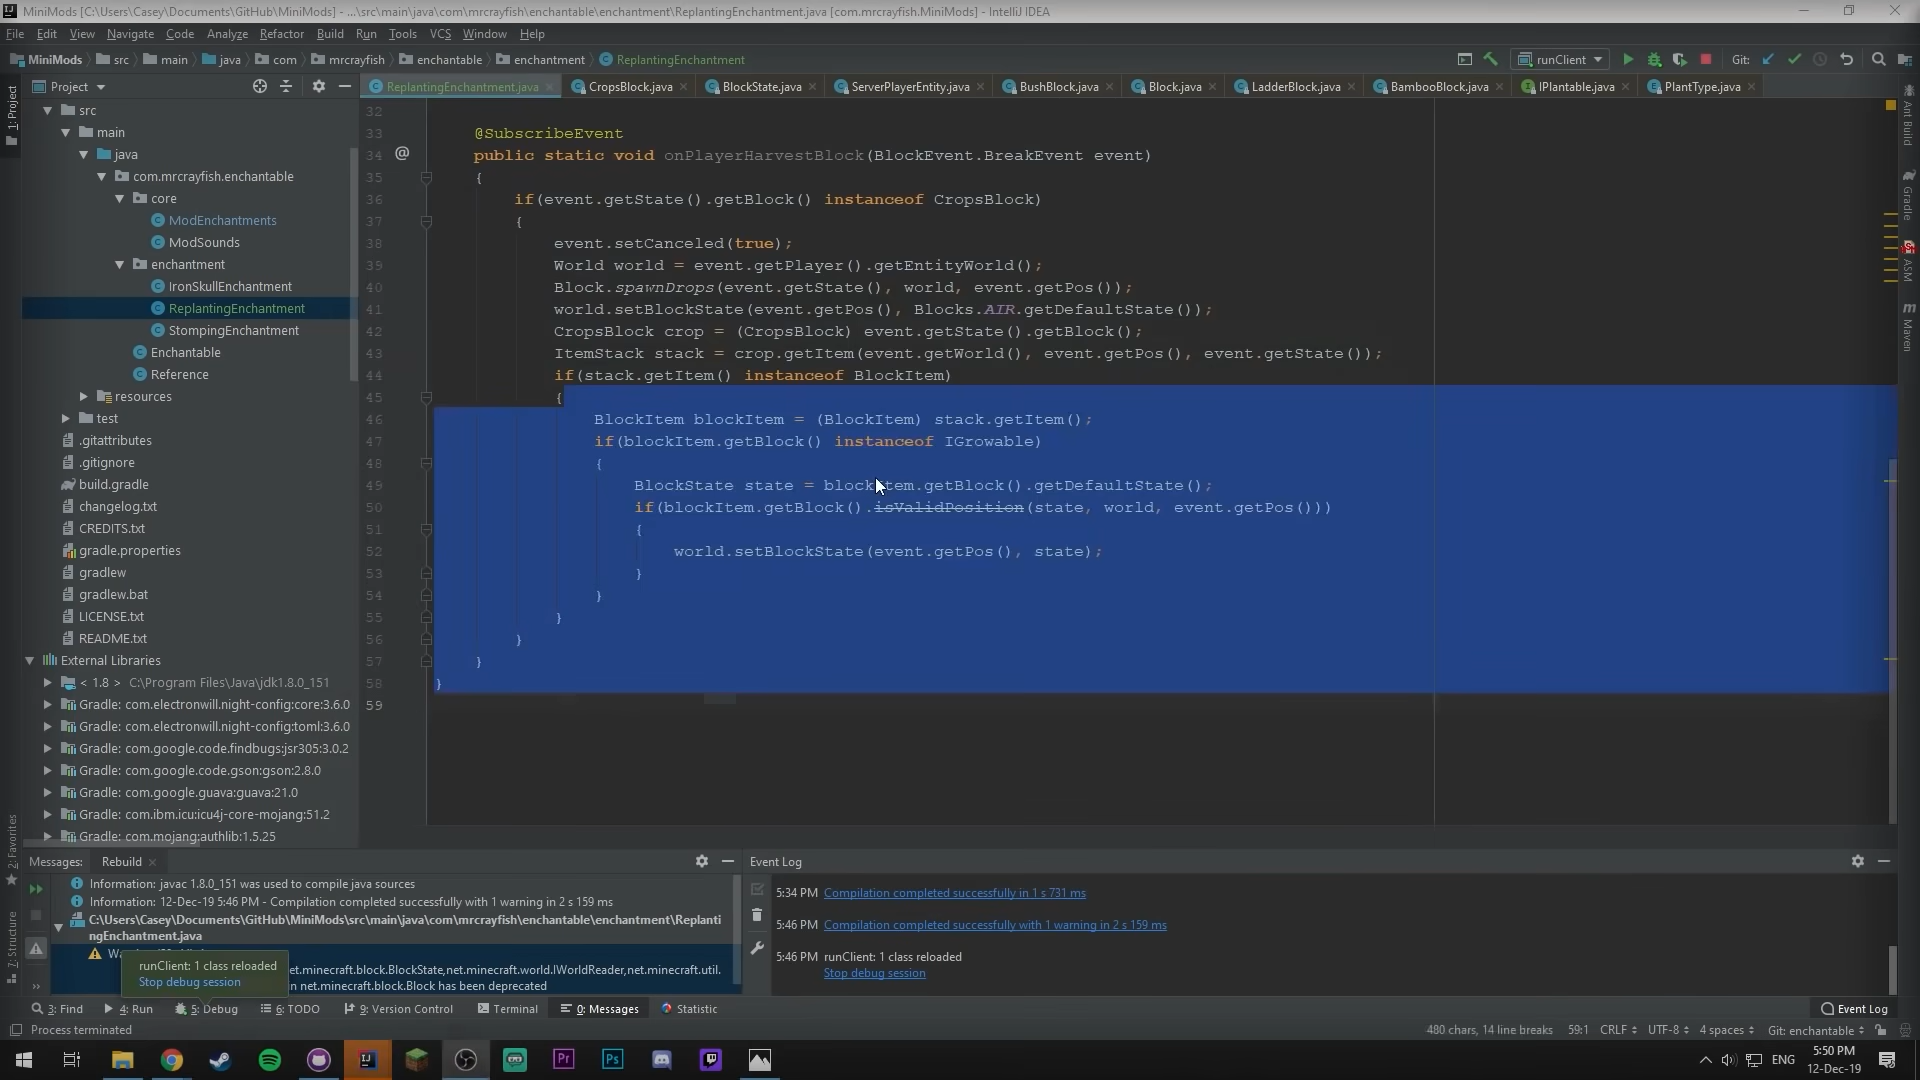 MiniMods [C:\Users\Casey\Documents\GitHub\MiniMods] - ...\src\main\java\com\mrcrayfish\enchantable\enchantment\ReplantingEnchantment.java [com.mrcrayfish.MiniMods] - IntelliJ IDEA
File Edit View Navigate Code Analyze Refactor Build Run Tools VCS Window Help
MiniMods src main java com mrcrayfish enchantable enchantment ReplantingEnchantment runClient Git:
Project ReplantingEnchantment.java CropsBlock.java BlockState.java ServerPlayerEntity.java BushBlock.java Block.java LadderBlock.java BambooBlock.java IPlantable.java PlantType.java
1: Project
src
main
java
com.mrcrayfish.enchantable
core
ModEnchantments
ModSounds
enchantment
IronSkullEnchantment
ReplantingEnchantment
StompingEnchantment
Enchantable
Reference
resources
test
.gitattributes
.gitignore
build.gradle
changelog.txt
CREDITS.txt
gradle.properties
gradlew
gradlew.bat
LICENSE.txt
README.txt
External Libraries
< 1.8 > C:\Program Files\Java\jdk1.8.0_151
Gradle: com.electronwill.night-config:core:3.6.0
Gradle: com.electronwill.night-config:toml:3.6.0
Gradle: com.google.code.findbugs:jsr305:3.0.2
Gradle: com.google.code.gson:gson:2.8.0
Gradle: com.google.guava:guava:21.0
Gradle: com.ibm.icu:icu4j-core-mojang:51.2
Gradle: com.mojang:authlib:1.5.25
2: Favorites
7: Structure
32
33 @SubscribeEvent
34 @ public static void onPlayerHarvestBlock(BlockEvent.BreakEvent event)
35 {
36 if(event.getState().getBlock() instanceof CropsBlock)
37 {
38 event.setCanceled(true);
39 World world = event.getPlayer().getEntityWorld();
40 Block.spawnDrops(event.getState(), world, event.getPos());
41 world.setBlockState(event.getPos(), Blocks.AIR.getDefaultState());
42 CropsBlock crop = (CropsBlock) event.getState().getBlock();
43 ItemStack stack = crop.getItem(event.getWorld(), event.getPos(), event.getState());
44 if(stack.getItem() instanceof BlockItem)
45 {
46 BlockItem blockItem = (BlockItem) stack.getItem();
47 if(blockItem.getBlock() instanceof IGrowable)
48 {
49 BlockState state = blockItem.getBlock().getDefaultState();
50 if(blockItem.getBlock().isValidPosition(state, world, event.getPos()))
51 {
52 world.setBlockState(event.getPos(), state);
53 }
54 }
55 }
56 }
57 }
58 }
59
Ant Build
Gradle
ASM
Maven
Messages: Rebuild
Information: javac 1.8.0_151 was used to compile java sources
Information: 12-Dec-19 5:46 PM - Compilation completed successfully with 1 warning in 2 s 159 ms
C:\Users\Casey\Documents\GitHub\MiniMods\src\main\java\com\mrcrayfish\enchantable\enchantment\Replanti
ngEnchantment.java
runClient: 1 class reloaded
Stop debug session
et.minecraft.block.BlockState,net.minecraft.world.IWorldReader,net.minecraft.util.
n net.minecraft.block.Block has been deprecated
Event Log
5:34 PM Compilation completed successfully in 1 s 731 ms
5:46 PM Compilation completed successfully with 1 warning in 2 s 159 ms
5:46 PM runClient: 1 class reloaded
Stop debug session
3: Find 4: Run 5: Debug 6: TODO 9: Version Control Terminal 0: Messages Statistic Event Log
Process terminated 480 chars, 14 line breaks 59:1 CRLF UTF-8 4 spaces Git: enchantable
ENG 5:50 PM
12-Dec-19